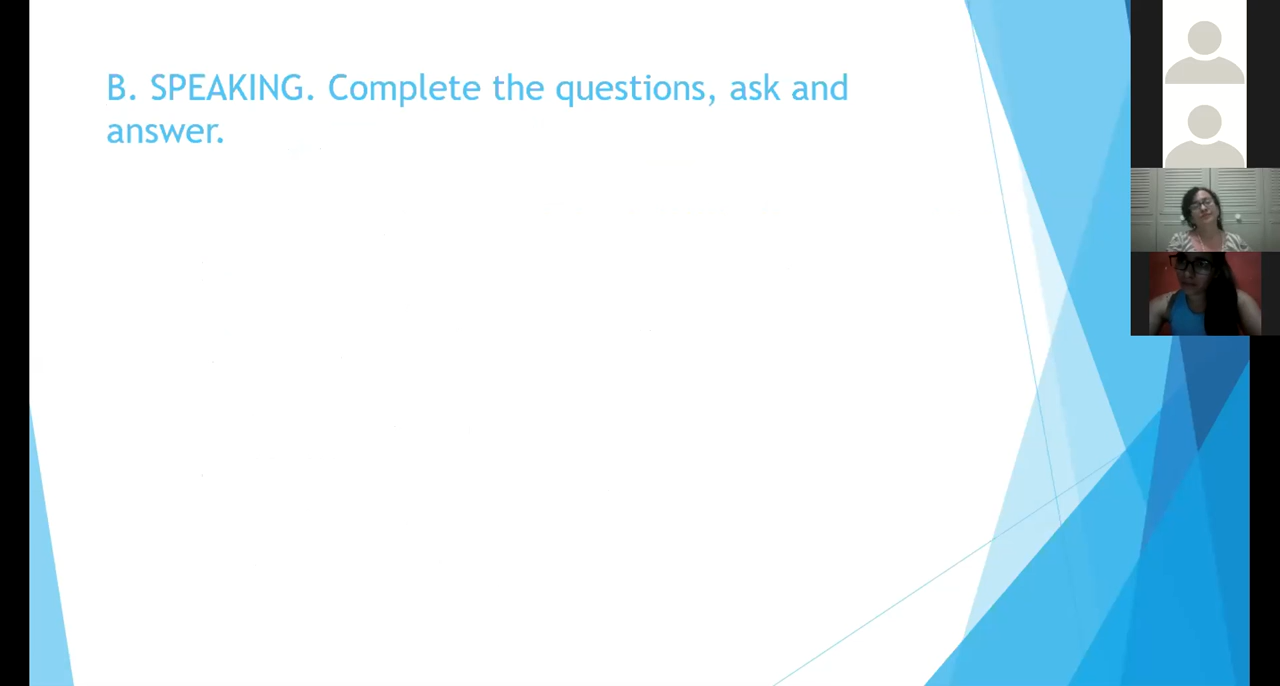 B. SPEAKING. Complete the questions, ask and
answer.